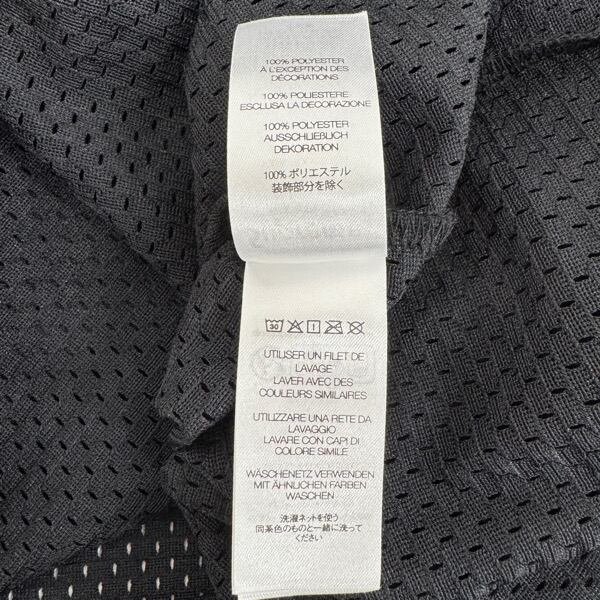 100% POLYESTER
À L'EXCEPTION DES
DÉCORATIONS
100% POLIESTERE
ESCLUSA LA DECORAZIONE
100% POLYESTER
AUSSCHLIEẞLICH
DEKORATION
100% ポリエステル
装飾部分を除く
30
UTILISER UN FILET DE
LAVAGE
LAVER AVEC DES
COULEURS SIMILAIRES
UTILIZZARE UNA RETE DA
LAVAGGIO
LAVARE CON CAPI DI
COLORE SIMILE
WÄSCHENETZ VERWENDEN
MIT ÄHNLICHEN FARBEN
WASCHEN
洗濯ネットを使う
同系色のものと一緒に洗って
ください